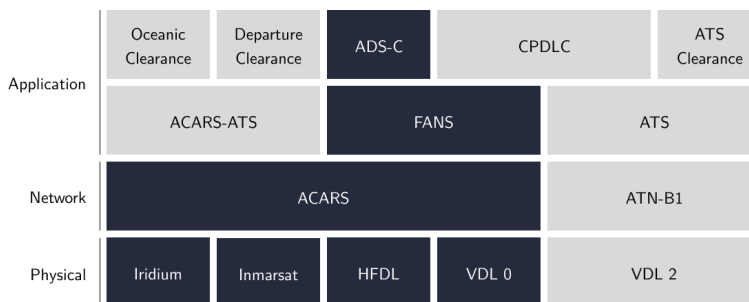 Oceanic
Clearance
Departure
Clearance
ADS-C
CPDLC
ATS
Clearance
Application
ACARS-ATS
FANS
ATS
Network
ACARS
ATN-B1
Physical
Iridium
Inmarsat
HFDL
VDL 0
VDL 2